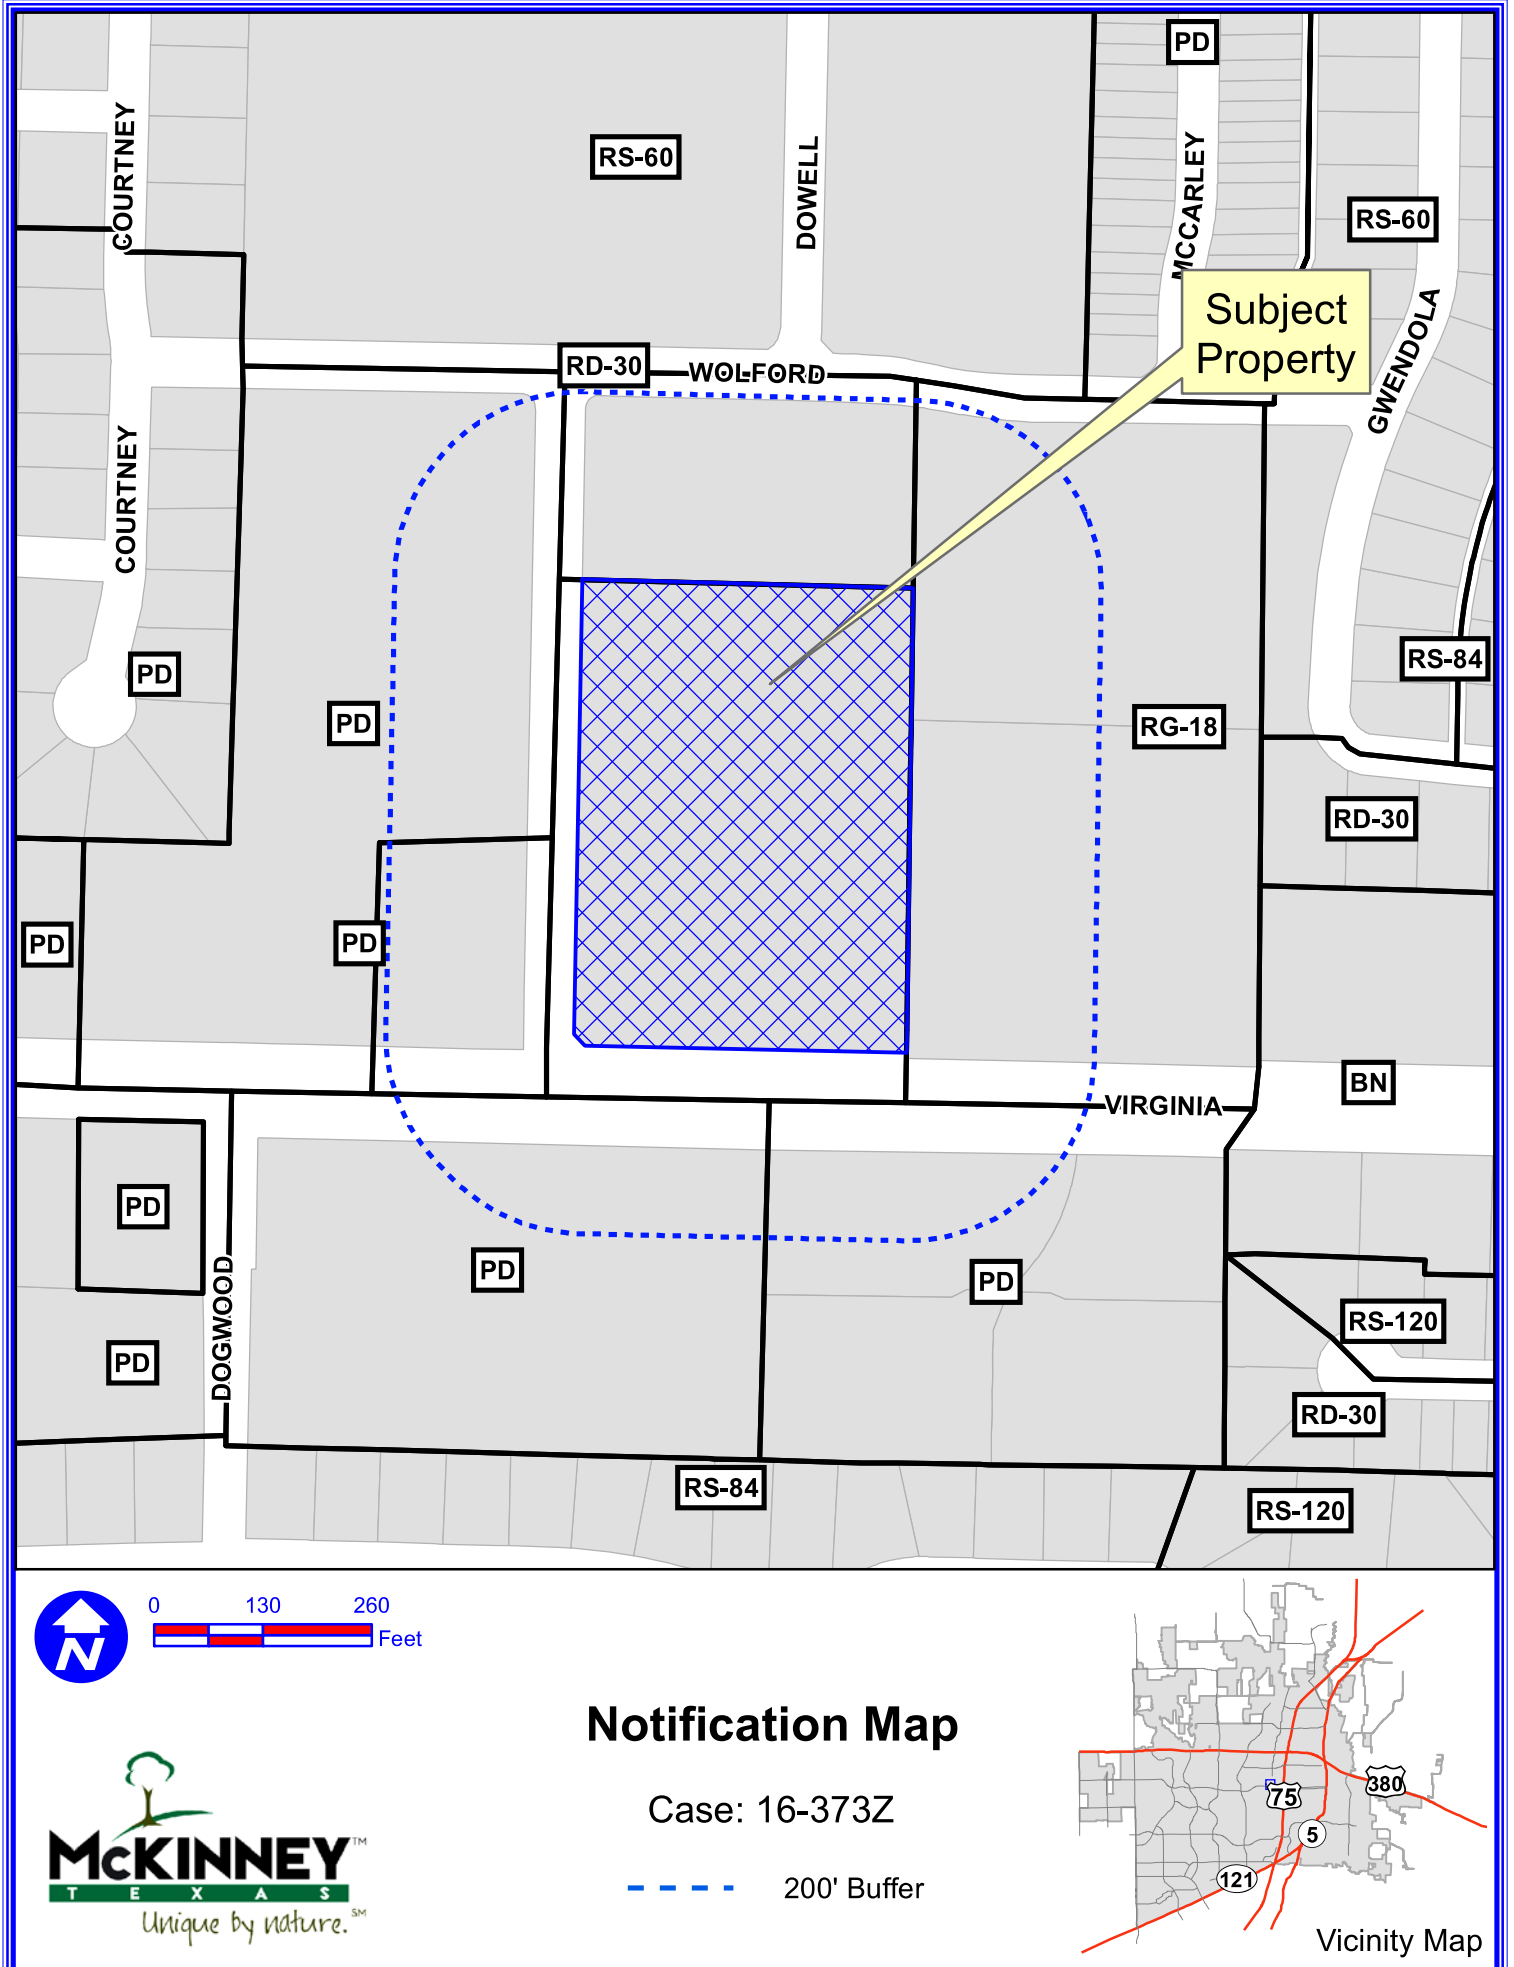 PD
COURTNEY
RS-60
DOWELL
MCCARLEY
RS-60
Subject
Property
GWENDOLA
RD-30
WOLFORD
COURTNEY
RS-84
PD
PD
RG-18
RD-30
PD
PD
BN
VIRGINIA
PD
PD
PD
DOGWOOD
RS-120
PD
RD-30
RS-84
RS-120
0 130 260
Feet
N
Notification Map
Case: 16-373Z
200' Buffer
McKINNEY™
TEXAS
Unique by nature.℠
75
380
5
121
Vicinity Map